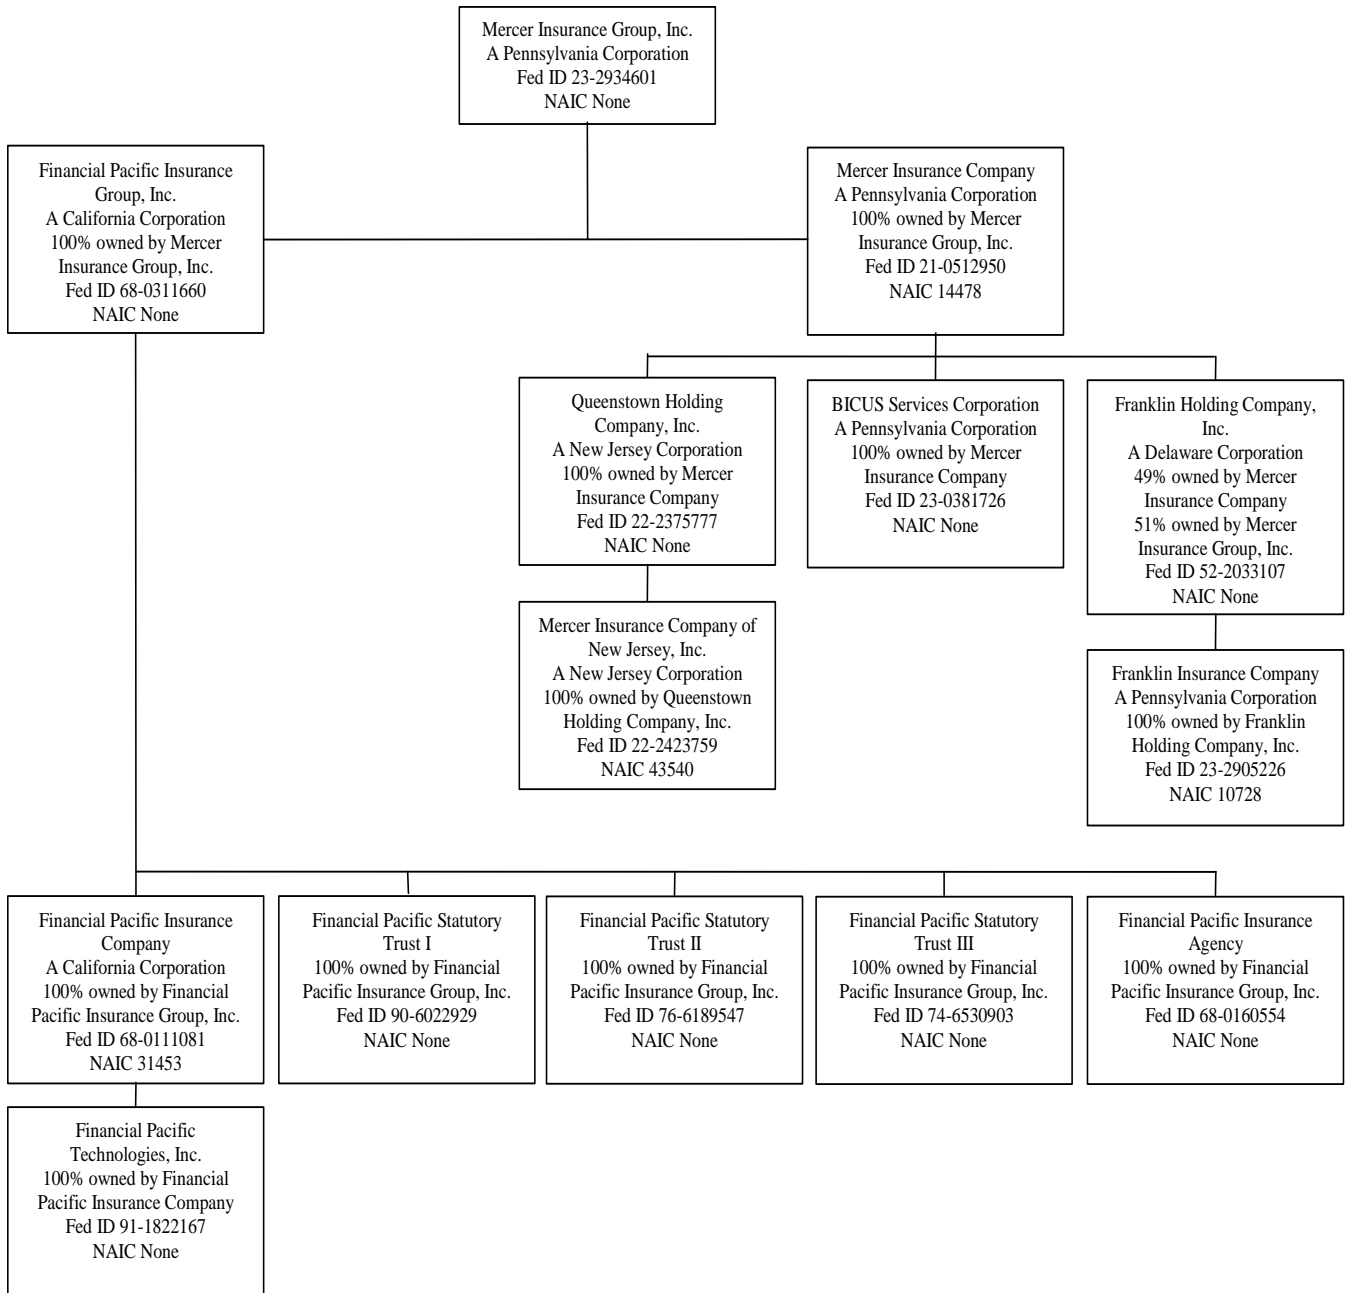 Mercer Insurance Group, Inc.
A Pennsylvania Corporation
Fed ID 23-2934601
NAIC None
Financial Pacific Insurance
Group, Inc.
A California Corporation
100% owned by Mercer
Insurance Group, Inc.
Fed ID 68-0311660
NAIC None
Mercer Insurance Company
A Pennsylvania Corporation
100% owned by Mercer
Insurance Group, Inc.
Fed ID 21-0512950
NAIC 14478
Queenstown Holding
Company, Inc.
A New Jersey Corporation
100% owned by Mercer
Insurance Company
Fed ID 22-2375777
NAIC None
BICUS Services Corporation
A Pennsylvania Corporation
100% owned by Mercer
Insurance Company
Fed ID 23-0381726
NAIC None
Franklin Holding Company,
Inc.
A Delaware Corporation
49% owned by Mercer
Insurance Company
51% owned by Mercer
Insurance Group, Inc.
Fed ID 52-2033107
NAIC None
Mercer Insurance Company of
New Jersey, Inc.
A New Jersey Corporation
100% owned by Queenstown
Holding Company, Inc.
Fed ID 22-2423759
NAIC 43540
Franklin Insurance Company
A Pennsylvania Corporation
100% owned by Franklin
Holding Company, Inc.
Fed ID 23-2905226
NAIC 10728
Financial Pacific Insurance
Company
A California Corporation
100% owned by Financial
Pacific Insurance Group, Inc.
Fed ID 68-0111081
NAIC 31453
Financial Pacific Statutory
Trust I
100% owned by Financial
Pacific Insurance Group, Inc.
Fed ID 90-6022929
NAIC None
Financial Pacific Statutory
Trust II
100% owned by Financial
Pacific Insurance Group, Inc.
Fed ID 76-6189547
NAIC None
Financial Pacific Statutory
Trust III
100% owned by Financial
Pacific Insurance Group, Inc.
Fed ID 74-6530903
NAIC None
Financial Pacific Insurance
Agency
100% owned by Financial
Pacific Insurance Group, Inc.
Fed ID 68-0160554
NAIC None
Financial Pacific
Technologies, Inc.
100% owned by Financial
Pacific Insurance Company
Fed ID 91-1822167
NAIC None